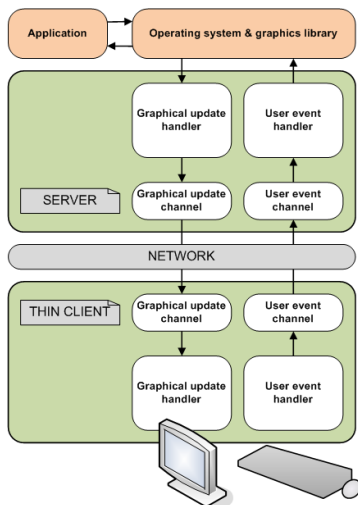 Application
Operating system & graphics library
Graphical update
handler
User event
handler
SERVER
Graphical update
channel
User event
channel
NETWORK
THIN CLIENT
Graphical update
channel
User event
channel
Graphical update
handler
User event
handler